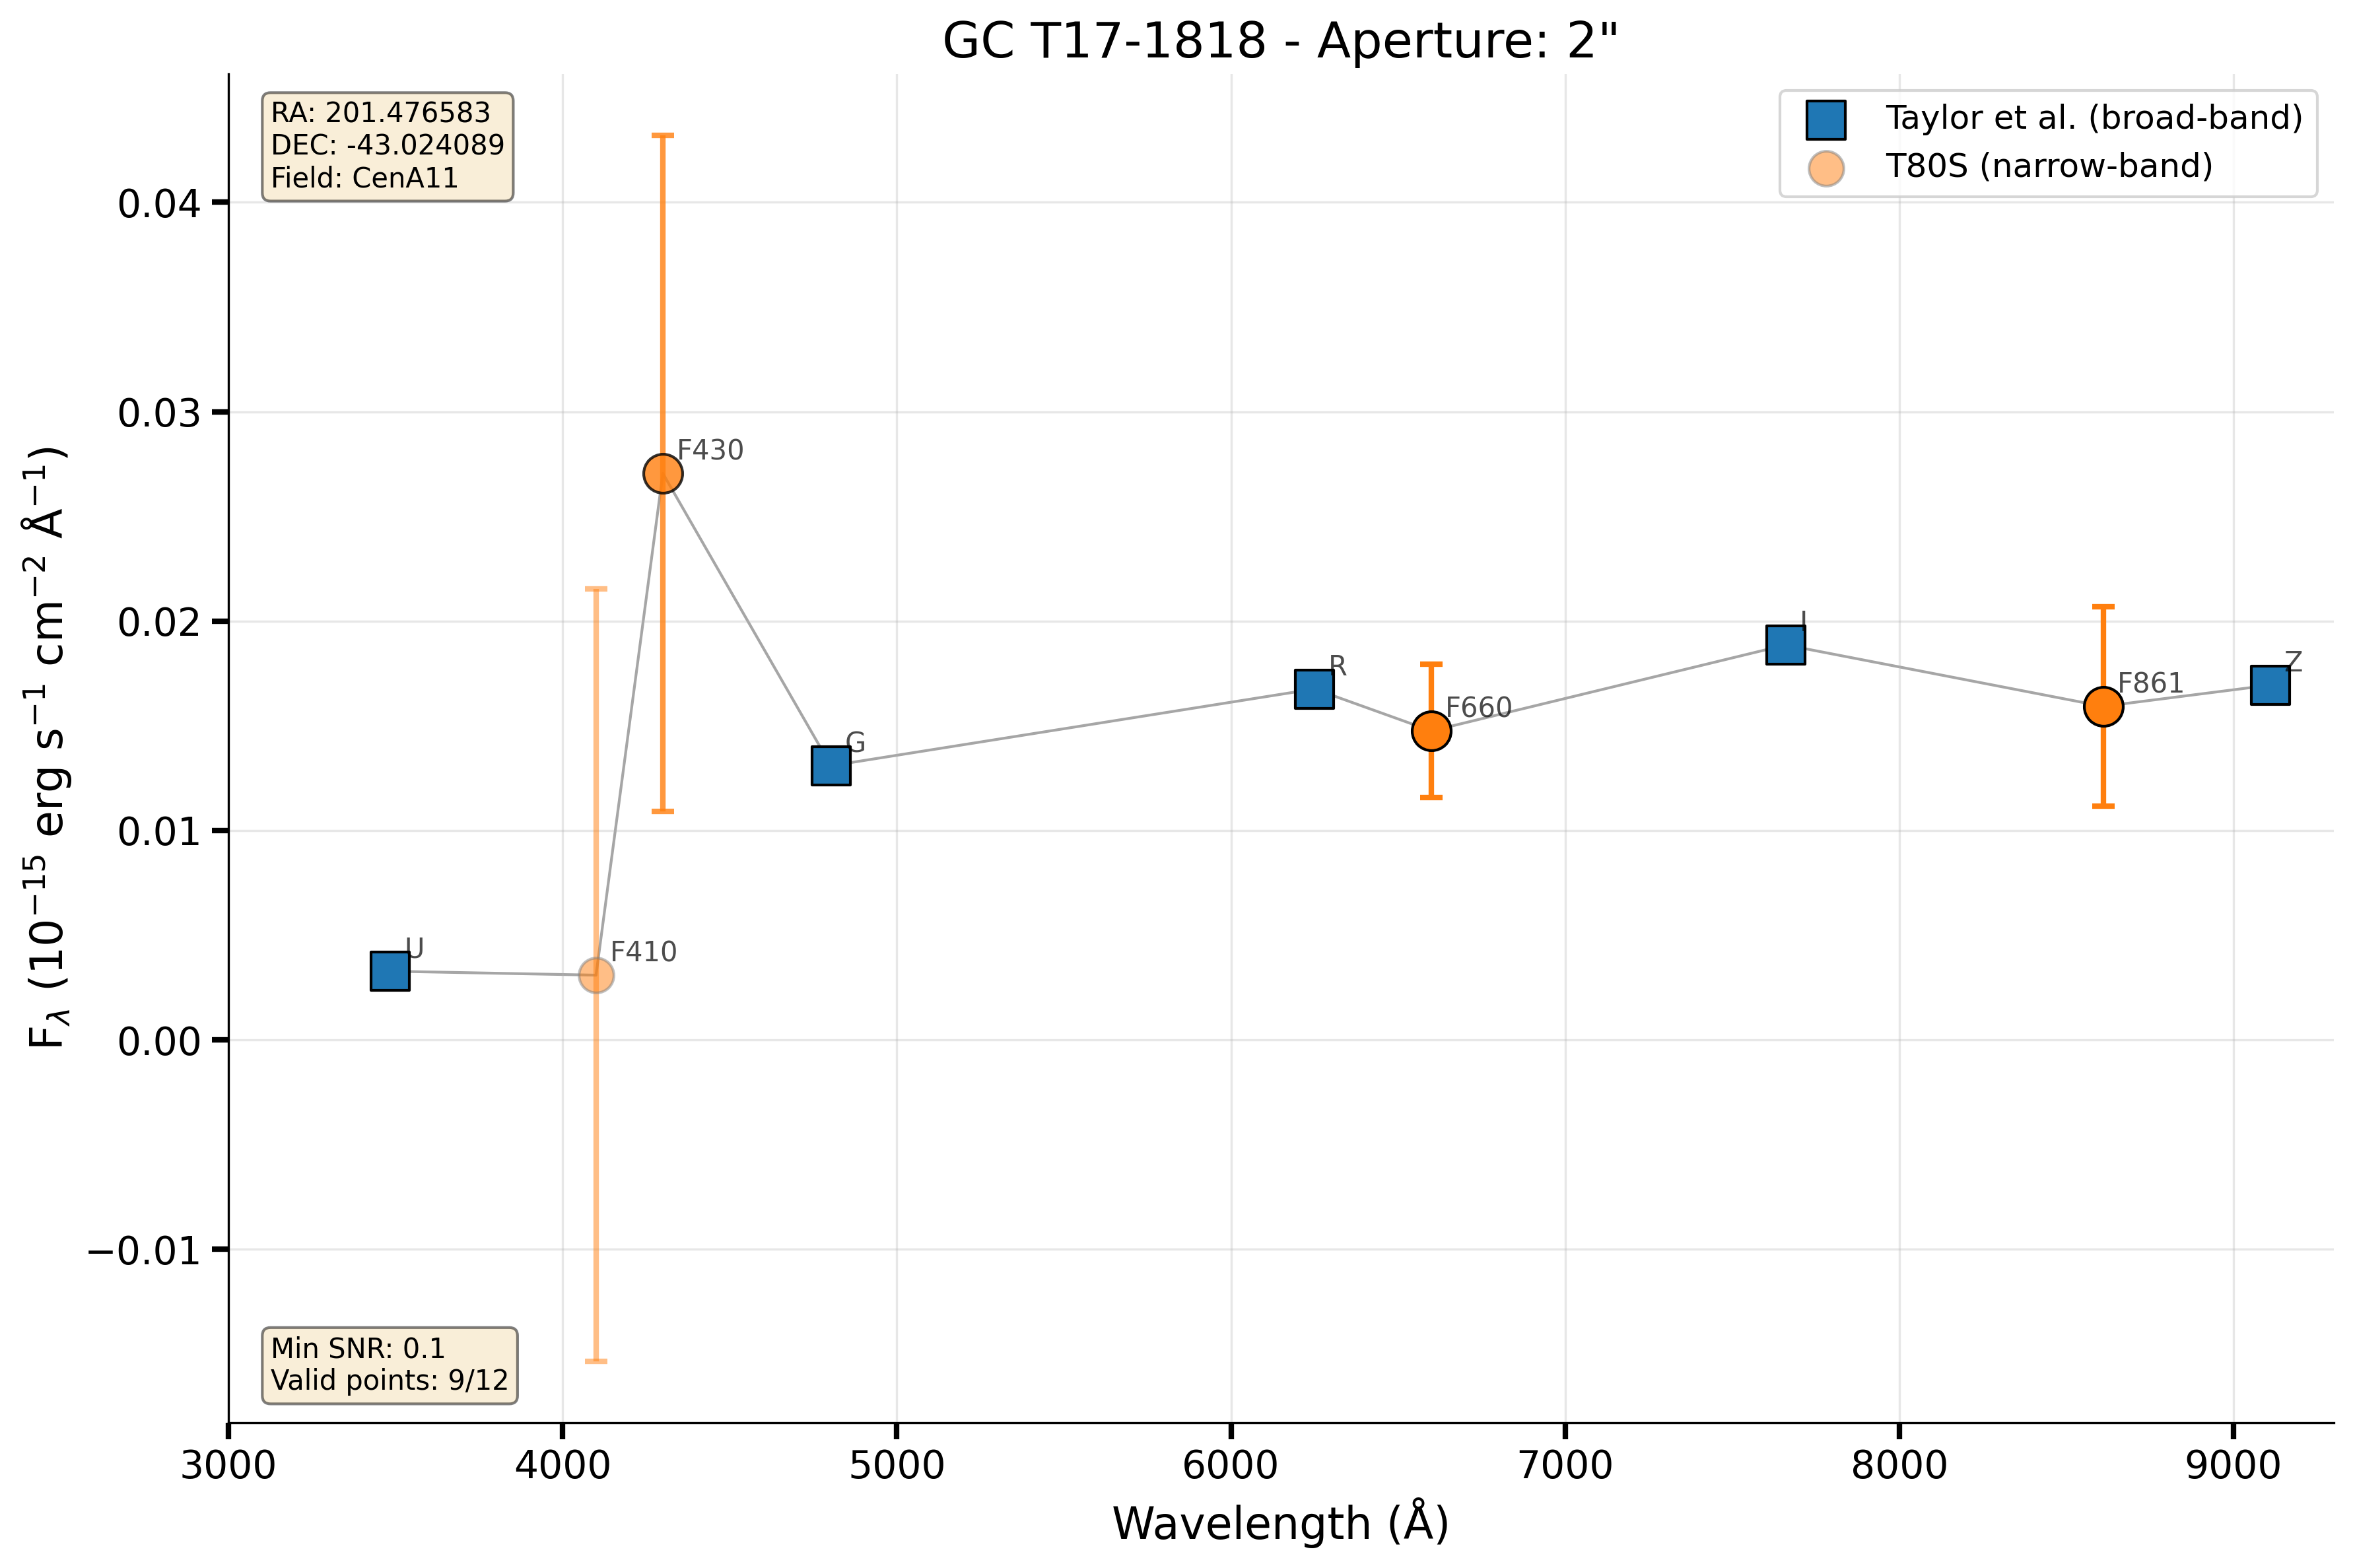 GC T17-1818 - Aperture: 2"
RA: 201.476583
DEC: -43.024089
Field: CenA11
Taylor et al. (broad-band)
T80S (narrow-band)
0.04
0.03
0.02
0.01
0.00
−0.01
F430
F410
U
G
R
F660
I
F861
Z
Min SNR: 0.1
Valid points: 9/12
3000 4000 5000 6000 7000 8000 9000
Wavelength (Å)
Fλ (10⁻¹⁵ erg s⁻¹ cm⁻² Å⁻¹)